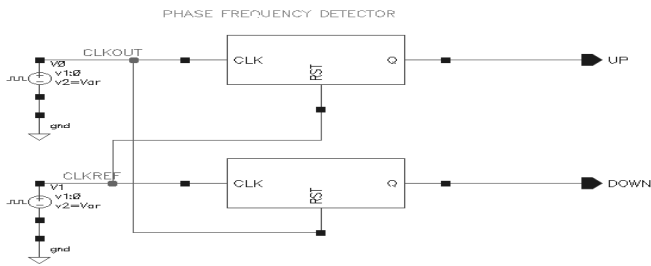 PHASE FREQUENCY DETECTOR
CLKOUT
V0
v1:0
v2=Var
gnd
CLK
RST
Q
UP
CLKREF
V1
v1:0
v2=Var
gnd
CLK
RST
Q
DOWN